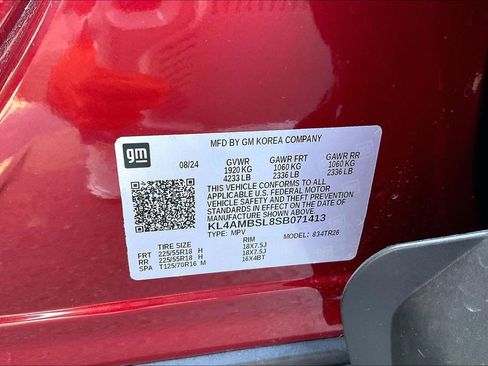 gm
MFD BY GM KOREA COMPANY
08/24 GVWR GAWR FRT GAWR RR
1920 KG 1060 KG 1060 KG
4233 LB 2336 LB 2336 LB
THIS VEHICLE CONFORMS TO ALL
APPLICABLE U.S. FEDERAL MOTOR
VEHICLE SAFETY AND THEFT PREVENTION
STANDARDS IN EFFECT ON THE DATE OF
MANUFACTURE SHOWN ABOVE.
KL4AMBSL8SB071413
TYPE: MPV MODEL: 834TR26
TIRE SIZE RIM
FRT 225/55R18 H 18X7.5J
RR 225/55R18 H 18X7.5J
SPA T125/70R16 M 16X4BT